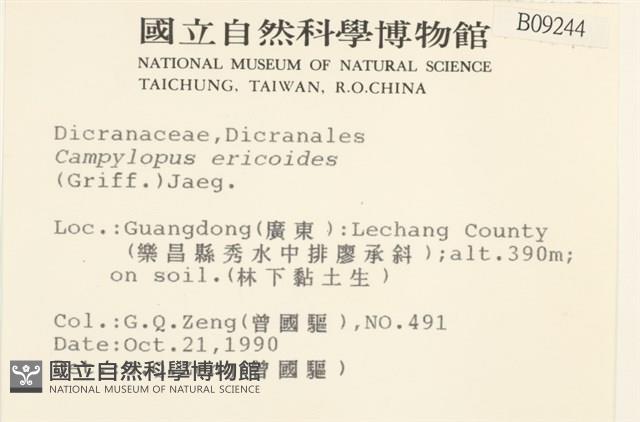 國立自然科學博物館
B09244
NATIONAL MUSEUM OF NATURAL SCIENCE
TAICHUNG, TAIWAN, R.O.CHINA
Dicranaceae,Dicranales
Campylopus ericoides
(Griff.)Jaeg.
Loc.:Guangdong(廣東):Lechang County
(樂昌縣秀水中排廖承斜);alt.390m;
on soil.(林下黏土生)
Col.:G.Q.Zeng(曾國驅),NO.491
Date:Oct.21,1990
曾國驅)
國立自然科學博物館
NATIONAL MUSEUM OF NATURAL SCIENCE